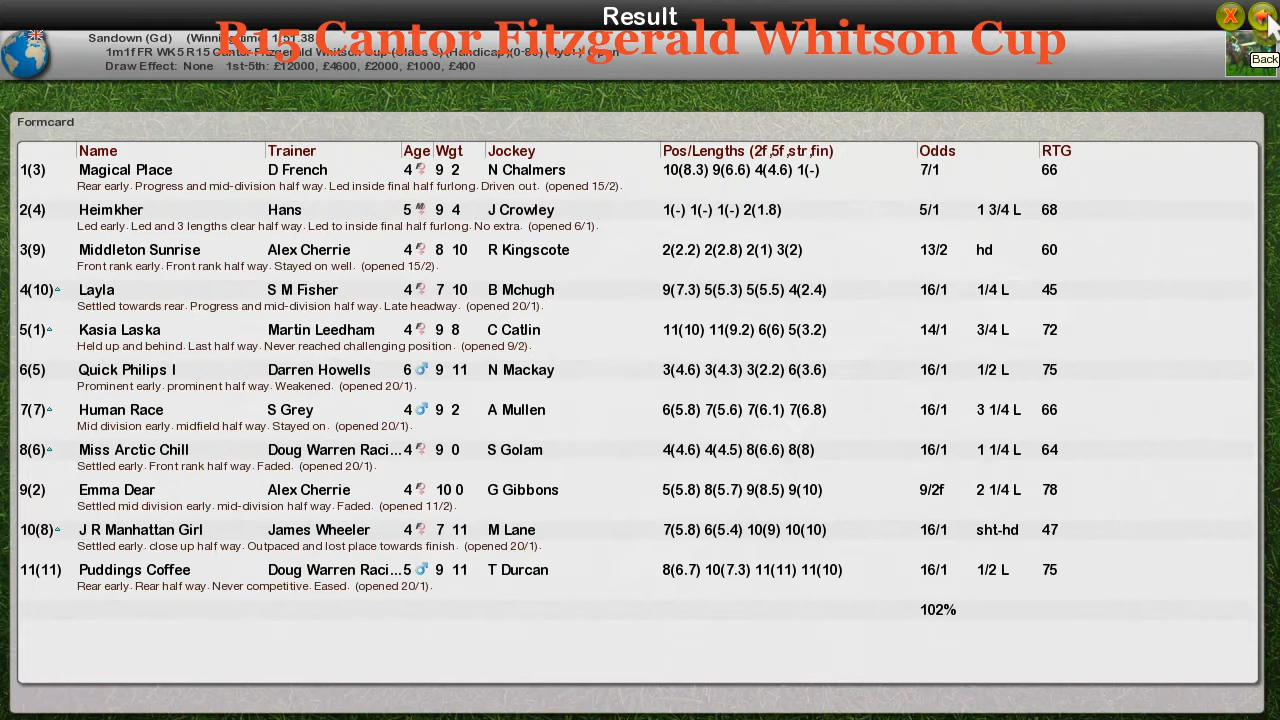 Result
R15 Cantor Fitzgerald Whitson Cup
Sandown (Gd) (Winning time 1,51.38)
1m1f FR WK5 R15 Cantor Fitzgerald Whitson Cup (Class 5) (Handicap)(0-80)
Draw Effect: None 1st-5th: £12000, £4600, £2000, £1000, £400
Back
Formcard
Name Trainer Age Wgt Jockey Pos/Lengths (2f,5f,str,fin) Odds RTG
1(3) Magical Place D French 4 9 2 N Chalmers 10(8.3) 9(6.6) 4(4.6) 1(-) 7/1 66
Rear early. Progress and mid-division half way. Led inside final half furlong. Driven out. (opened 15/2).
2(4) Heimkher Hans 5 9 4 J Crowley 1(-) 1(-) 1(-) 2(1.8) 5/1 1 3/4 L 68
Led early. Led and 3 lengths clear half way. Led to inside final half furlong. No extra. (opened 6/1).
3(9) Middleton Sunrise Alex Cherrie 4 8 10 R Kingscote 2(2.2) 2(2.8) 2(1) 3(2) 13/2 hd 60
Front rank early. Front rank half way. Stayed on well. (opened 15/2).
4(10) Layla S M Fisher 4 7 10 B Mchugh 9(7.3) 5(5.3) 5(5.5) 4(2.4) 16/1 1/4 L 45
Settled towards rear. Progress and mid-division half way. Late headway. (opened 20/1).
5(1) Kasia Laska Martin Leedham 4 9 8 C Catlin 11(10) 11(9.2) 6(6) 5(3.2) 14/1 3/4 L 72
Held up and behind. Last half way. Never reached challenging position. (opened 9/2).
6(5) Quick Philips I Darren Howells 6 9 11 N Mackay 3(4.6) 3(4.3) 3(2.2) 6(3.6) 16/1 1/2 L 75
Prominent early. prominent half way. Weakened. (opened 20/1).
7(7) Human Race S Grey 4 9 2 A Mullen 6(5.8) 7(5.6) 7(6.1) 7(6.8) 16/1 3 1/4 L 66
Mid division early. midfield half way. Stayed on. (opened 20/1).
8(6) Miss Arctic Chill Doug Warren Raci... 4 9 0 S Golam 4(4.6) 4(4.5) 8(6.6) 8(8) 16/1 1 1/4 L 64
Settled early. Front rank half way. Faded. (opened 20/1).
9(2) Emma Dear Alex Cherrie 4 10 0 G Gibbons 5(5.8) 8(5.7) 9(8.5) 9(10) 9/2f 2 1/4 L 78
Settled mid division early. mid-division half way. Faded. (opened 11/2).
10(8) J R Manhattan Girl James Wheeler 4 7 11 M Lane 7(5.8) 6(5.4) 10(9) 10(10) 16/1 sht-hd 47
Settled early. close up half way. Outpaced and lost place towards finish. (opened 20/1).
11(11) Puddings Coffee Doug Warren Raci... 5 9 11 T Durcan 8(6.7) 10(7.3) 11(11) 11(10) 16/1 1/2 L 75
Rear early. Rear half way. Never competitive. Eased. (opened 20/1).
102%